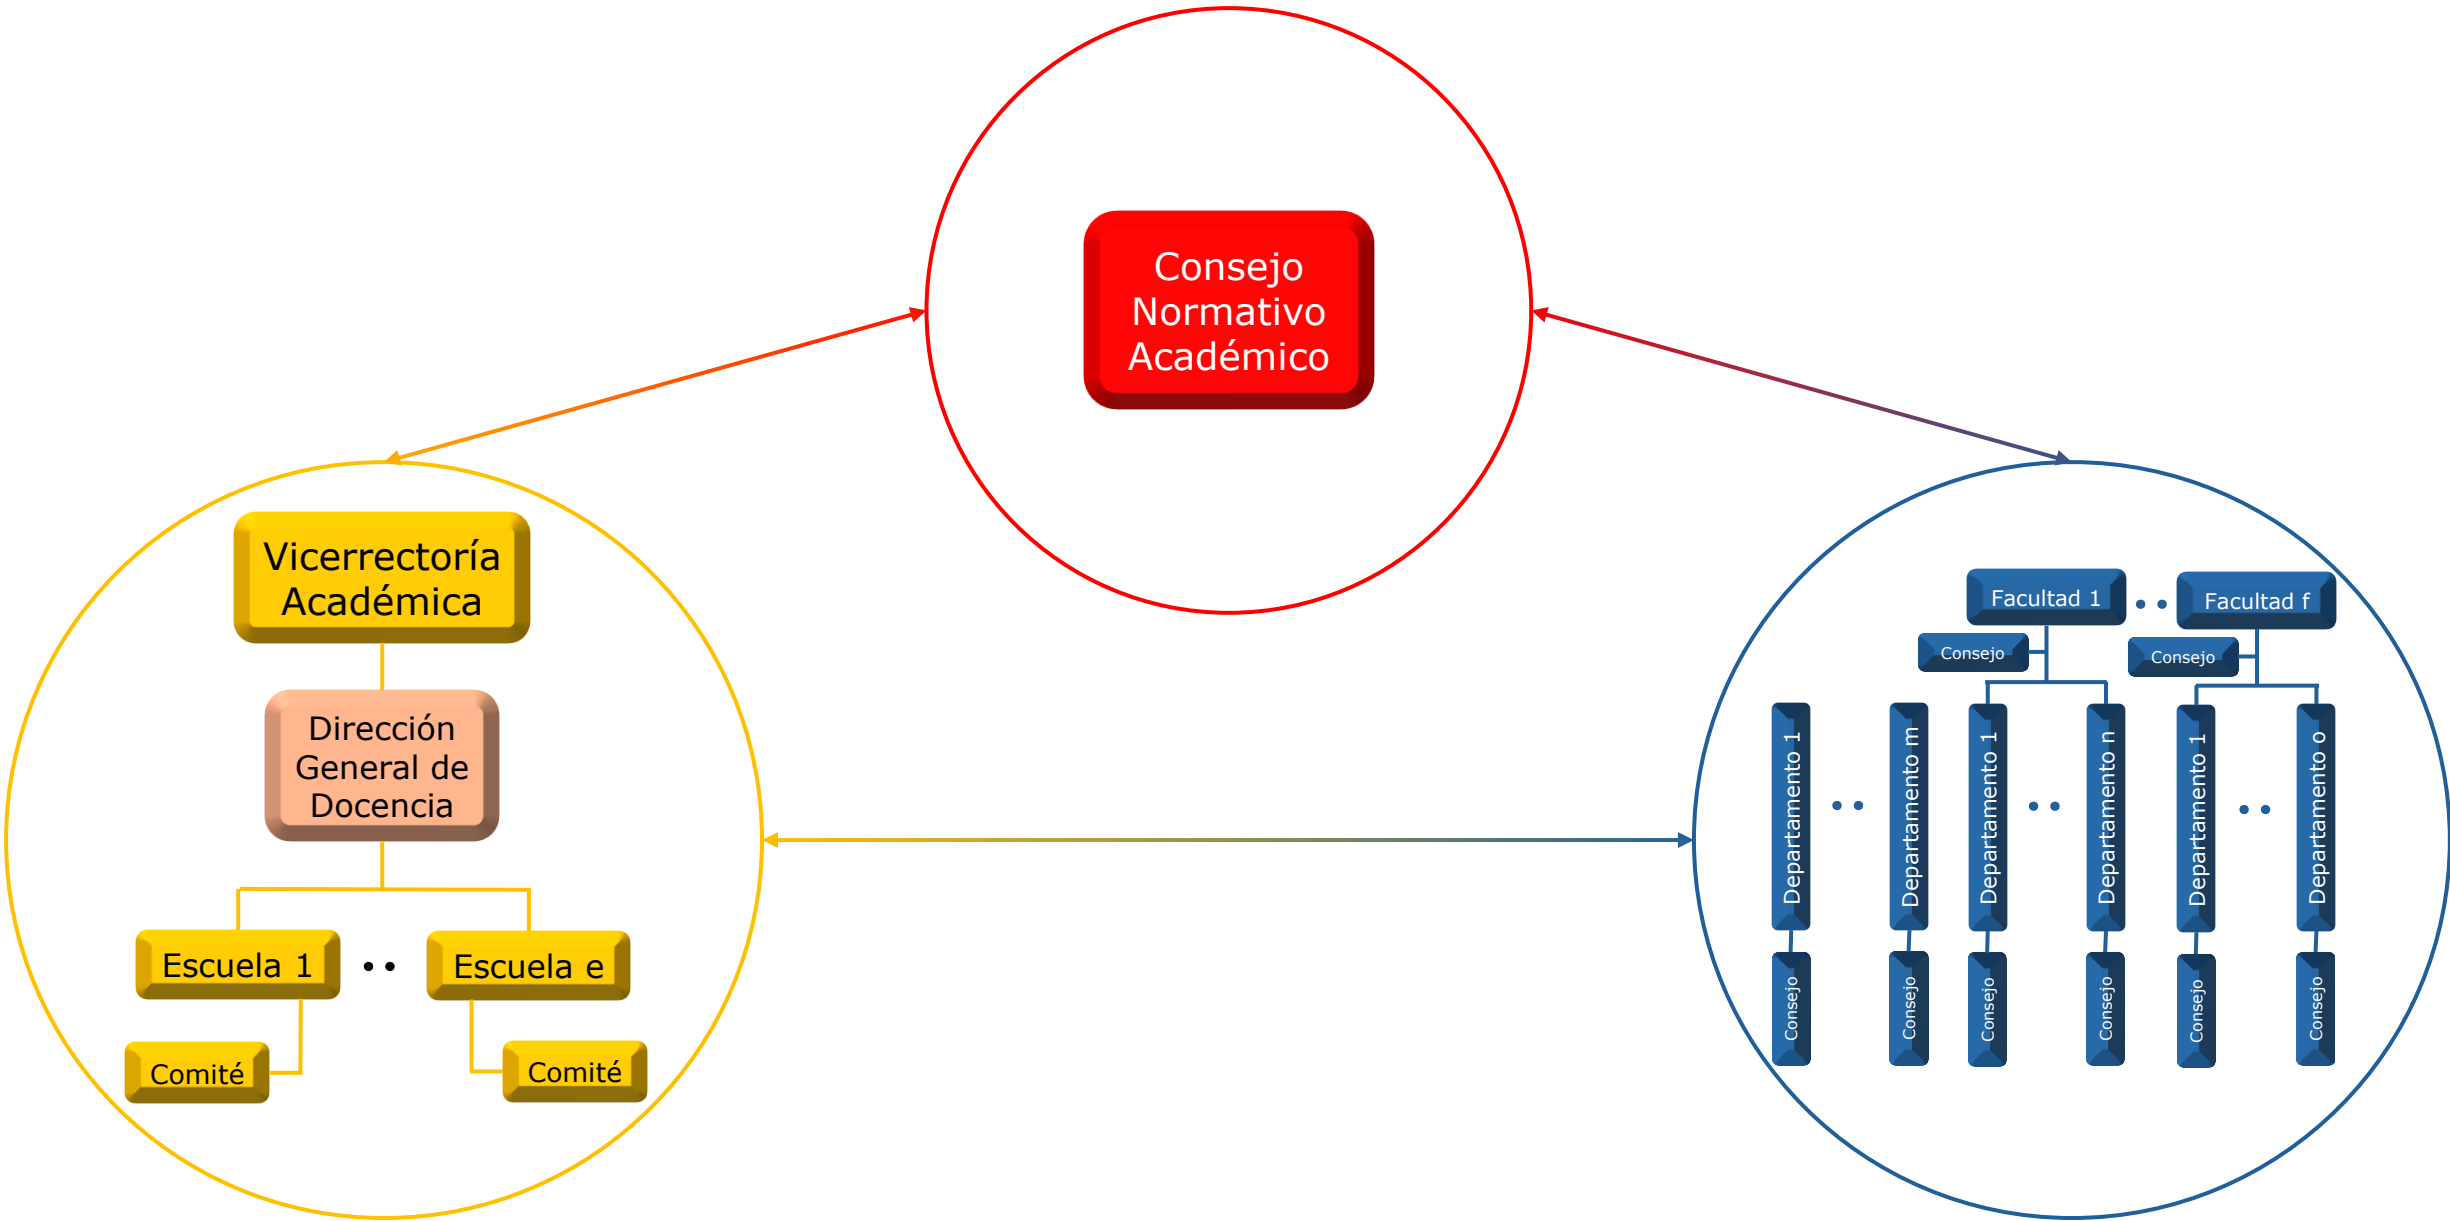 Consejo
Normativo
Académico
Vicerrectoría
Académica
Dirección
General de
Docencia
Escuela 1
Escuela e
Comité
Comité
Facultad 1
Facultad f
Consejo
Consejo
Departamento 1
Departamento m
Departamento 1
Departamento n
Departamento 1
Departamento o
Consejo
Consejo
Consejo
Consejo
Consejo
Consejo